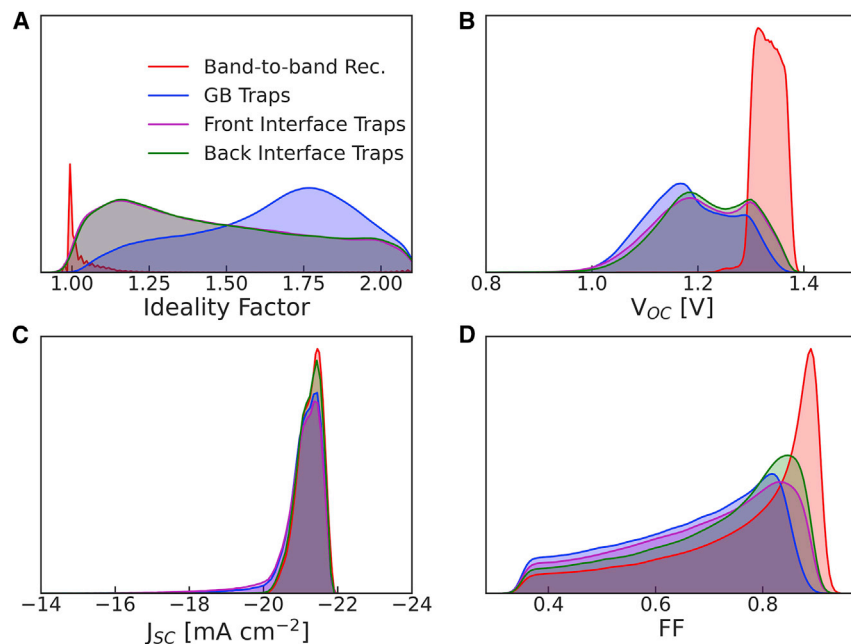 A
Band-to-band Rec.
GB Traps
Front Interface Traps
Back Interface Traps
1.00 1.25 1.50 1.75 2.00
Ideality Factor
B
0.8 1.0 1.2 1.4
V_OC [V]
C
−14 −16 −18 −20 −22 −24
J_SC [mA cm⁻²]
D
0.4 0.6 0.8
FF